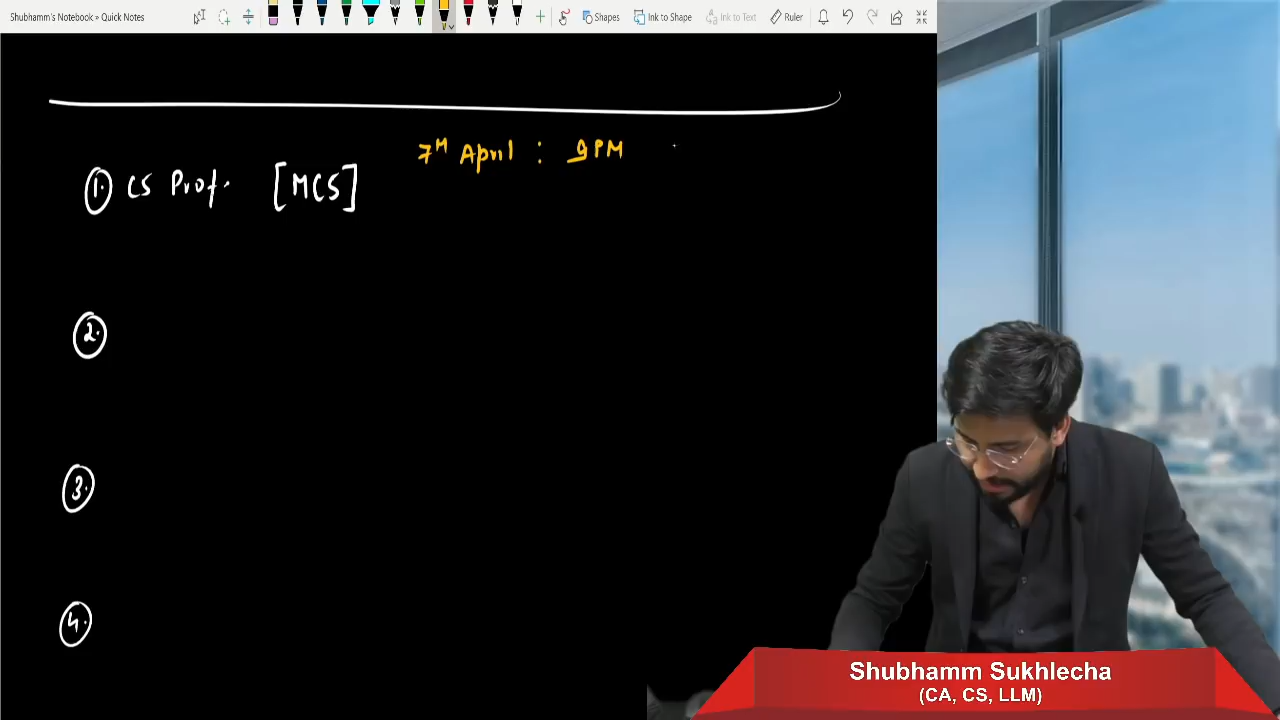 Shubhamm's Notebook » Quick Notes
Shapes
Ink to Shape
Ink to Text
Ruler
7th April : 9PM
1. CS Prof. [MCS]
2.
3.
4.
Shubhamm Sukhlecha
(CA, CS, LLM)